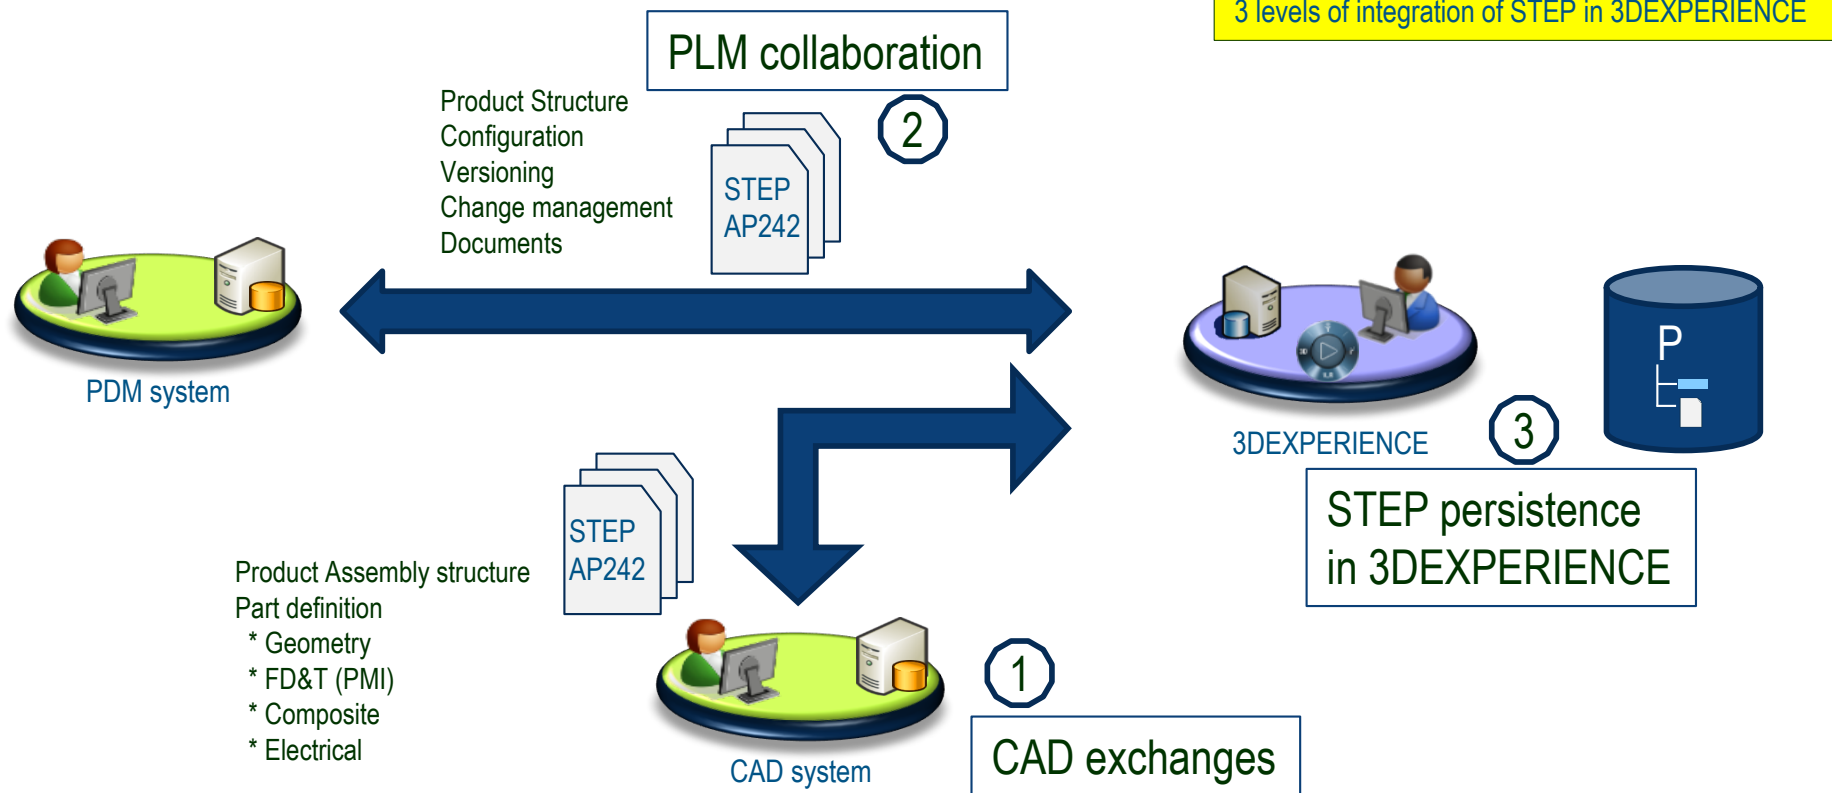 3 levels of integration of STEP in 3DEXPERIENCE
PLM collaboration
2
Product Structure
Configuration
Versioning
Change management
Documents
STEP
AP242
PDM system
P
3DEXPERIENCE
3
STEP persistence
in 3DEXPERIENCE
STEP
AP242
Product Assembly structure
Part definition
* Geometry
* FD&T (PMI)
* Composite
* Electrical
CAD system
1
CAD exchanges